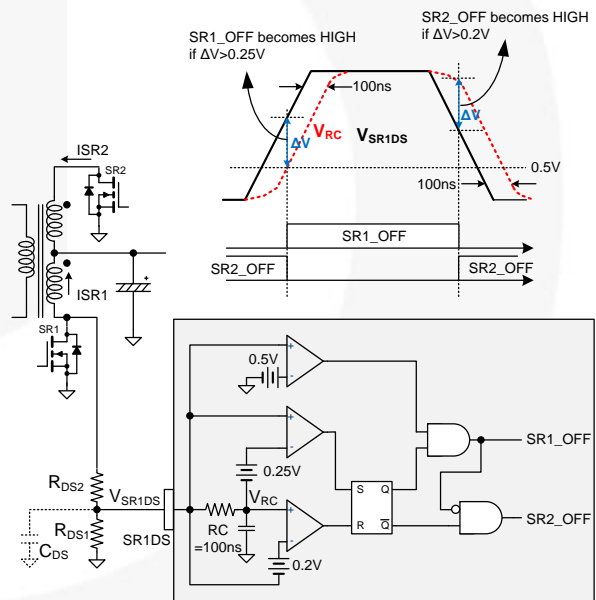 SR1_OFF becomes HIGH
if ΔV>0.25V
SR2_OFF becomes HIGH
if ΔV>0.2V
100ns
ΔV
VRC
VSR1DS
ΔV
0.5V
100ns
SR1_OFF
SR2_OFF
SR2_OFF
ISR2
SR2
+
ISR1
SR1
RDS2
VSR1DS
RDS1
SR1DS
CDS
0.5V
+
-
+
-
0.25V
VRC
RC
=100ns
+
-
0.2V
S
Q
R
Q
SR1_OFF
SR2_OFF